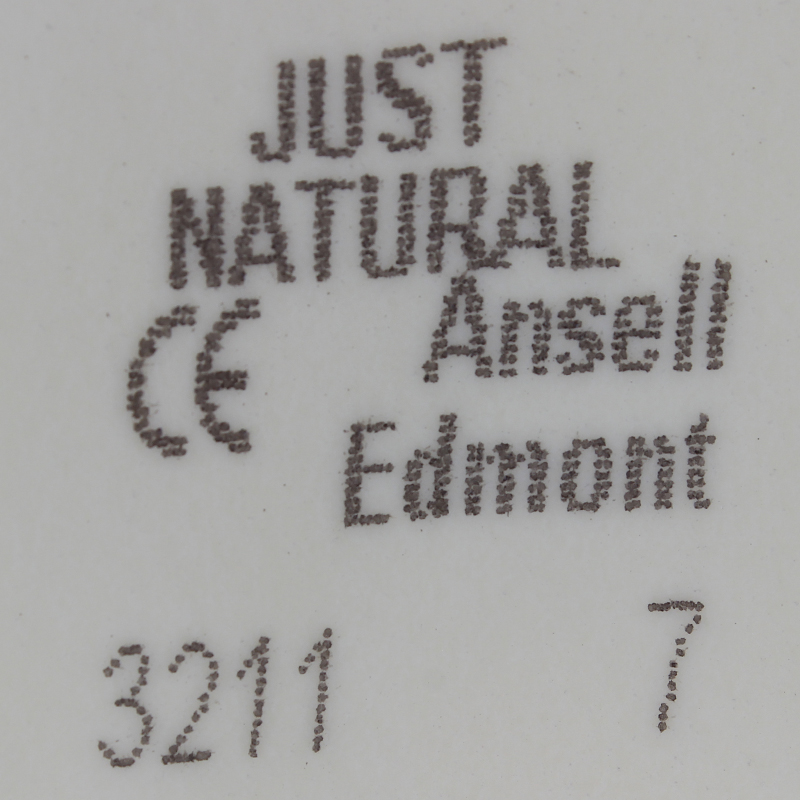 JUST
NATURAL
CE Ansell
Edmont
3211 7